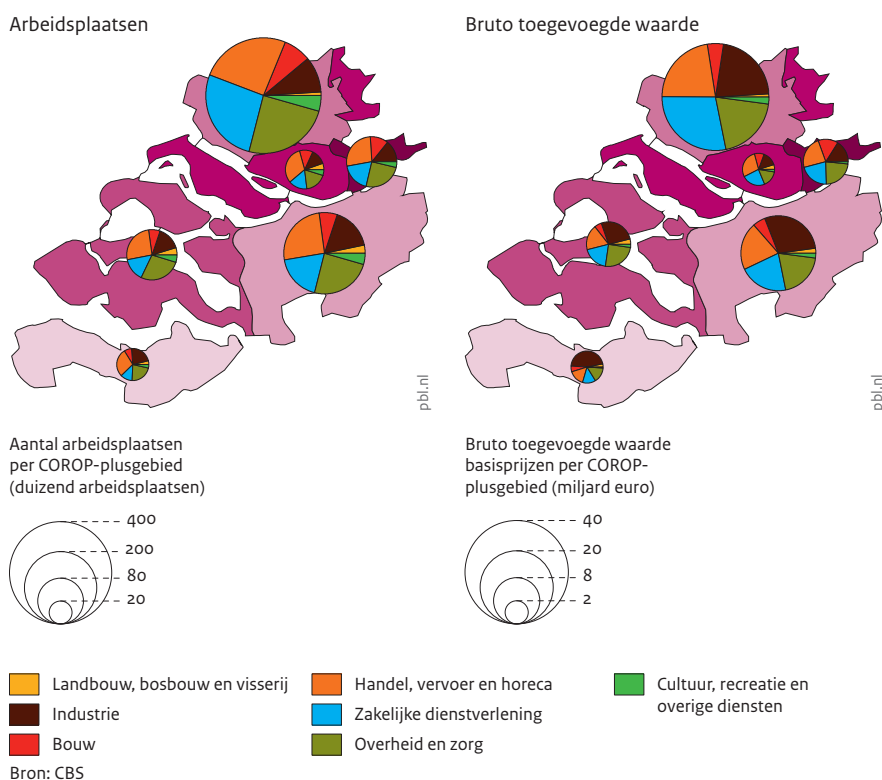 Arbeidsplaatsen
Bruto toegevoegde waarde
pbl.nl
pbl.nl
Aantal arbeidsplaatsen
per COROP-plusgebied
(duizend arbeidsplaatsen)
400
200
80
20
Bruto toegevoegde waarde
basisprijzen per COROP-
plusgebied (miljard euro)
40
20
8
2
Landbouw, bosbouw en visserij
Industrie
Bouw
Handel, vervoer en horeca
Zakelijke dienstverlening
Overheid en zorg
Cultuur, recreatie en
overige diensten
Bron: CBS